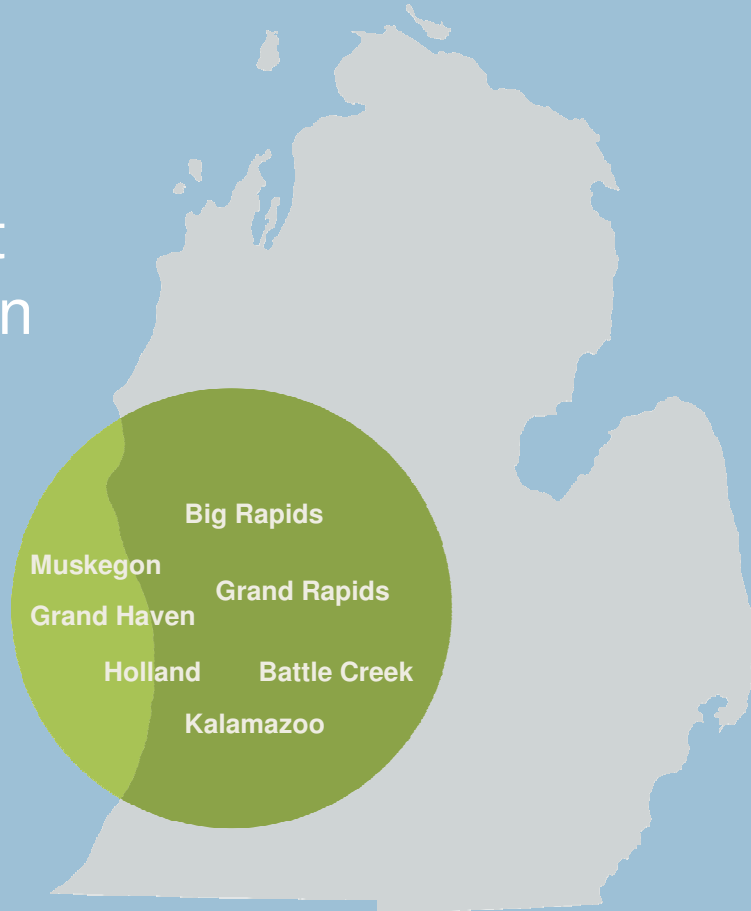 t
n
Big Rapids
Muskegon
Grand Rapids
Grand Haven
Holland Battle Creek
Kalamazoo